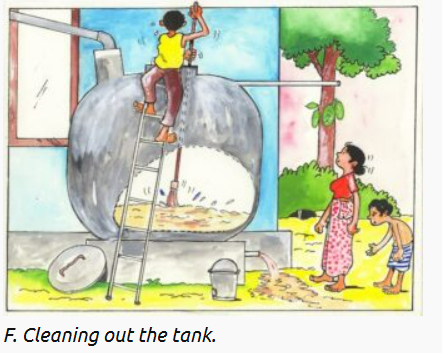 F. Cleaning out the tank.